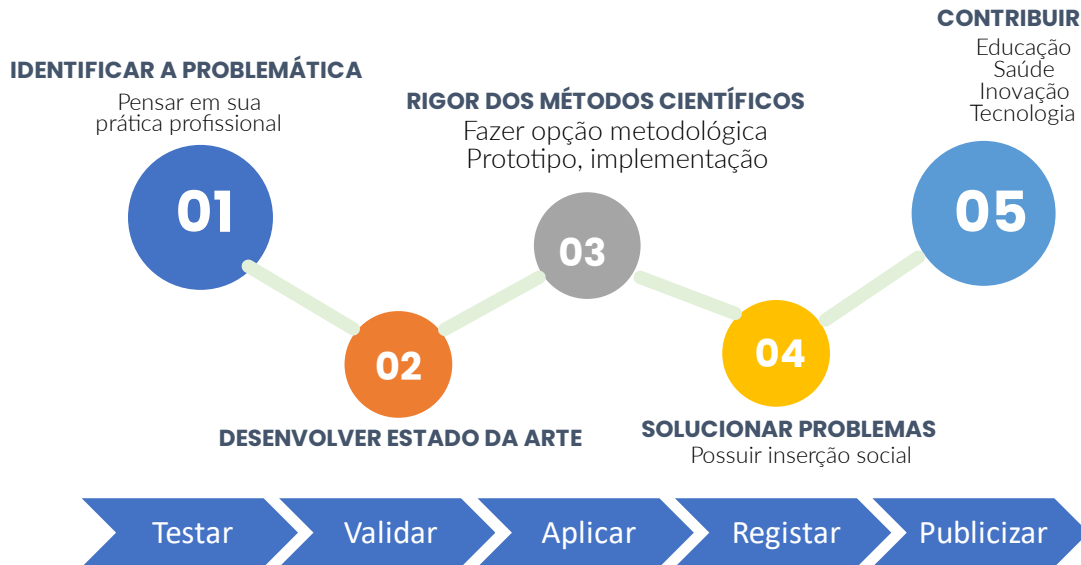 IDENTIFICAR A PROBLEMÁTICA
Pensar em sua
prática profissional
01
02
DESENVOLVER ESTADO DA ARTE
RIGOR DOS MÉTODOS CIENTÍFICOS
Fazer opção metodológica
Prototipo, implementação
03
04
SOLUCIONAR PROBLEMAS
Possuir inserção social
CONTRIBUIR
Educação
Saúde
Inovação
Tecnologia
05
Testar
Validar
Aplicar
Registar
Publicizar